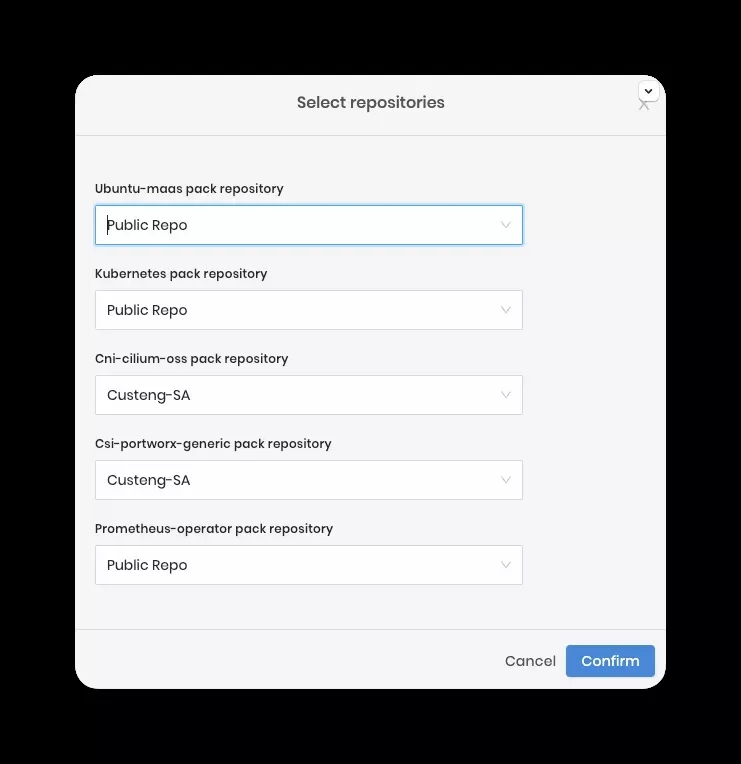 Select repositories
X
Ubuntu-maas pack repository
Public Repo
Kubernetes pack repository
Public Repo
Cni-cilium-oss pack repository
Custeng-SA
Csi-portworx-generic pack repository
Custeng-SA
Prometheus-operator pack repository
Public Repo
Cancel Confirm